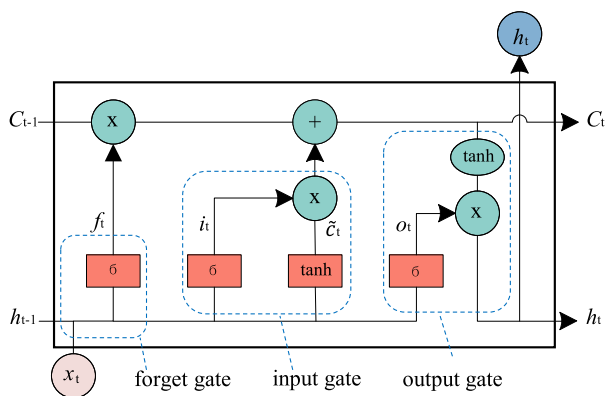 hₜ
Cₜ₋₁
x
+
Cₜ
tanh
x
x
fₜ
iₜ
c̃ₜ
oₜ
б
б
tanh
б
hₜ₋₁
hₜ
xₜ
forget gate
input gate
output gate